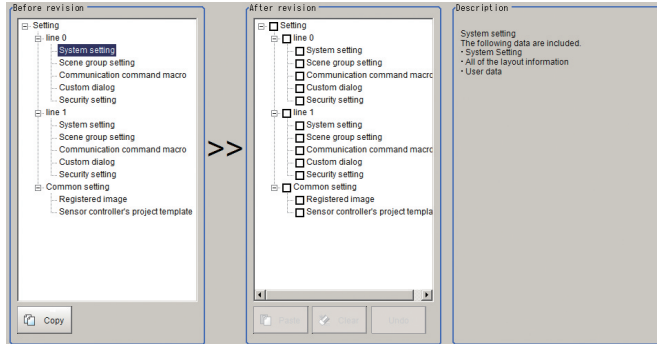 Before revision
Setting
line 0
System setting
Scene group setting
Communication command macro
Custom dialog
Security setting
line 1
System setting
Scene group setting
Communication command macro
Custom dialog
Security setting
Common setting
Registered image
Sensor controller's project template
Copy
>>
After revision
Setting
line 0
System setting
Scene group setting
Communication command macro
Custom dialog
Security setting
line 1
System setting
Scene group setting
Communication command macro
Custom dialog
Security setting
Common setting
Registered image
Sensor controller's project templa
Paste
Clear
Description
System setting
The following data are included.
・System Setting
・All of the layout information
・User data